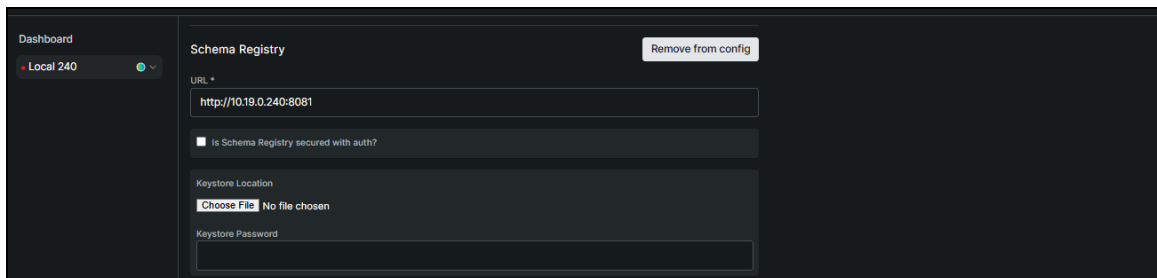 Dashboard
Local 240
Schema Registry
Remove from config
URL *
http://10.19.0.240:8081
Is Schema Registry secured with auth?
Keystore Location
Choose File No file chosen
Keystore Password